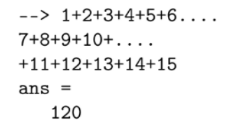 --> 1+2+3+4+5+6....
7+8+9+10+....
+11+12+13+14+15
ans =
120